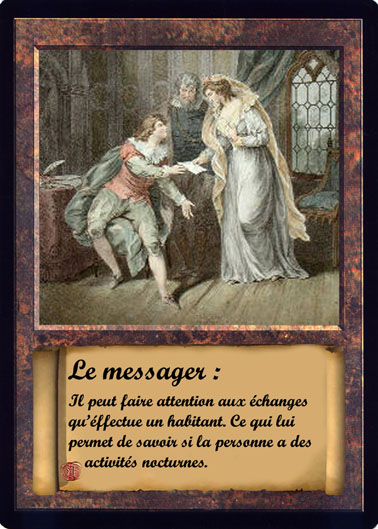 Le messager :
Il peut faire attention aux échanges
qu'éffectue un habitant. Ce qui lui
permet de savoir si la personne a des
activités nocturnes.